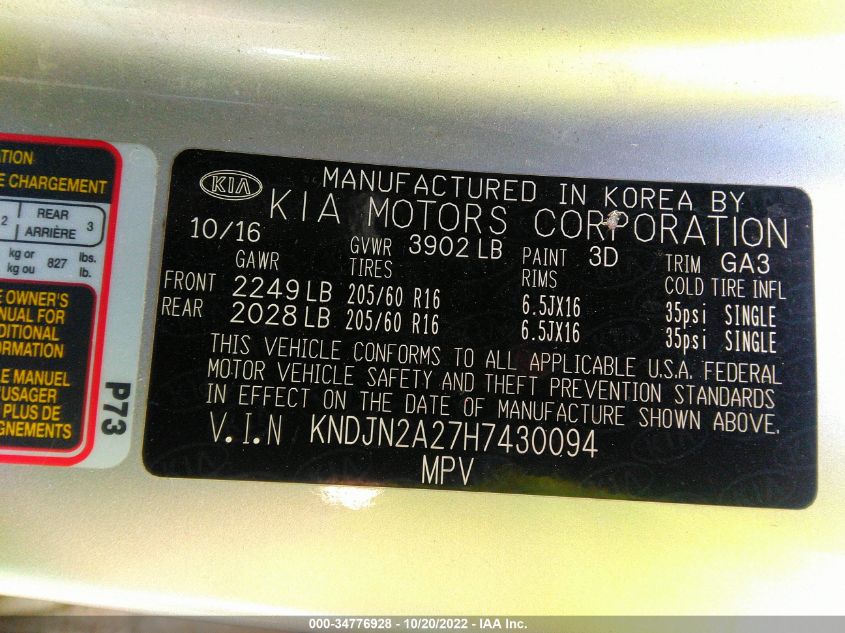 ATION
E CHARGEMENT
2 REAR 3
ARRIÈRE
kg or 827 lbs.
kg ou lb.
E OWNER'S
NUAL FOR
DITIONAL
ORMATION
LE MANUEL
'USAGER
PLUS DE
GNEMENTS
P73
KIA MANUFACTURED IN KOREA BY
KIA MOTORS CORPORATION
10/16 GVWR 3902 LB PAINT 3D TRIM GA3
GAWR TIRES RIMS COLD TIRE INFL
FRONT 2249 LB 205/60 R16 6.5JX16 35psi SINGLE
REAR 2028 LB 205/60 R16 6.5JX16 35psi SINGLE
THIS VEHICLE CONFORMS TO ALL APPLICABLE U.S.A. FEDERAL
MOTOR VEHICLE SAFETY AND THEFT PREVENTION STANDARDS
IN EFFECT ON THE DATE OF MANUFACTURE SHOWN ABOVE.
V.I.N KNDJN2A27H7430094
MPV
000-34776928 - 10/20/2022 - IAA Inc.